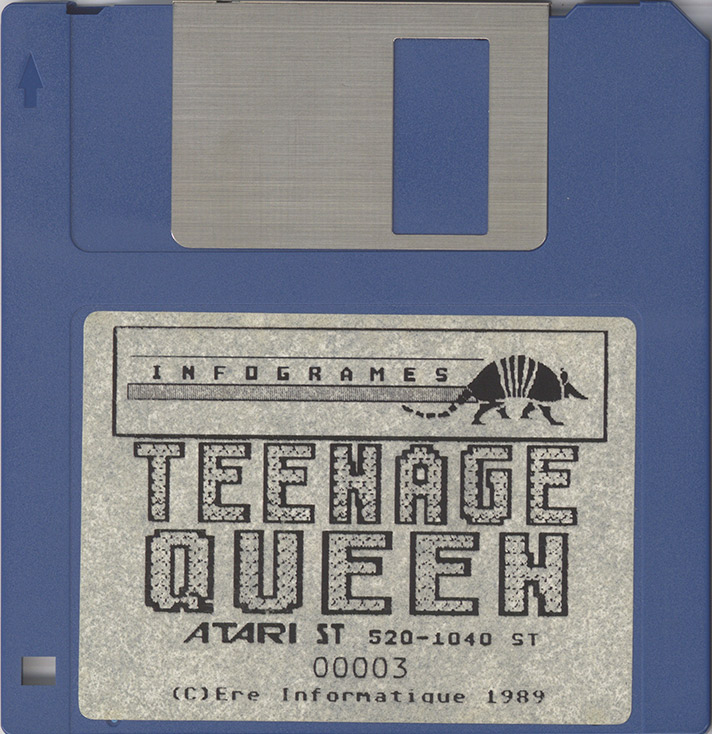 INFOGRAMES
TEENAGE
QUEEN
ATARI ST 520-1040 ST
00003
(C)Ere Informatique 1989